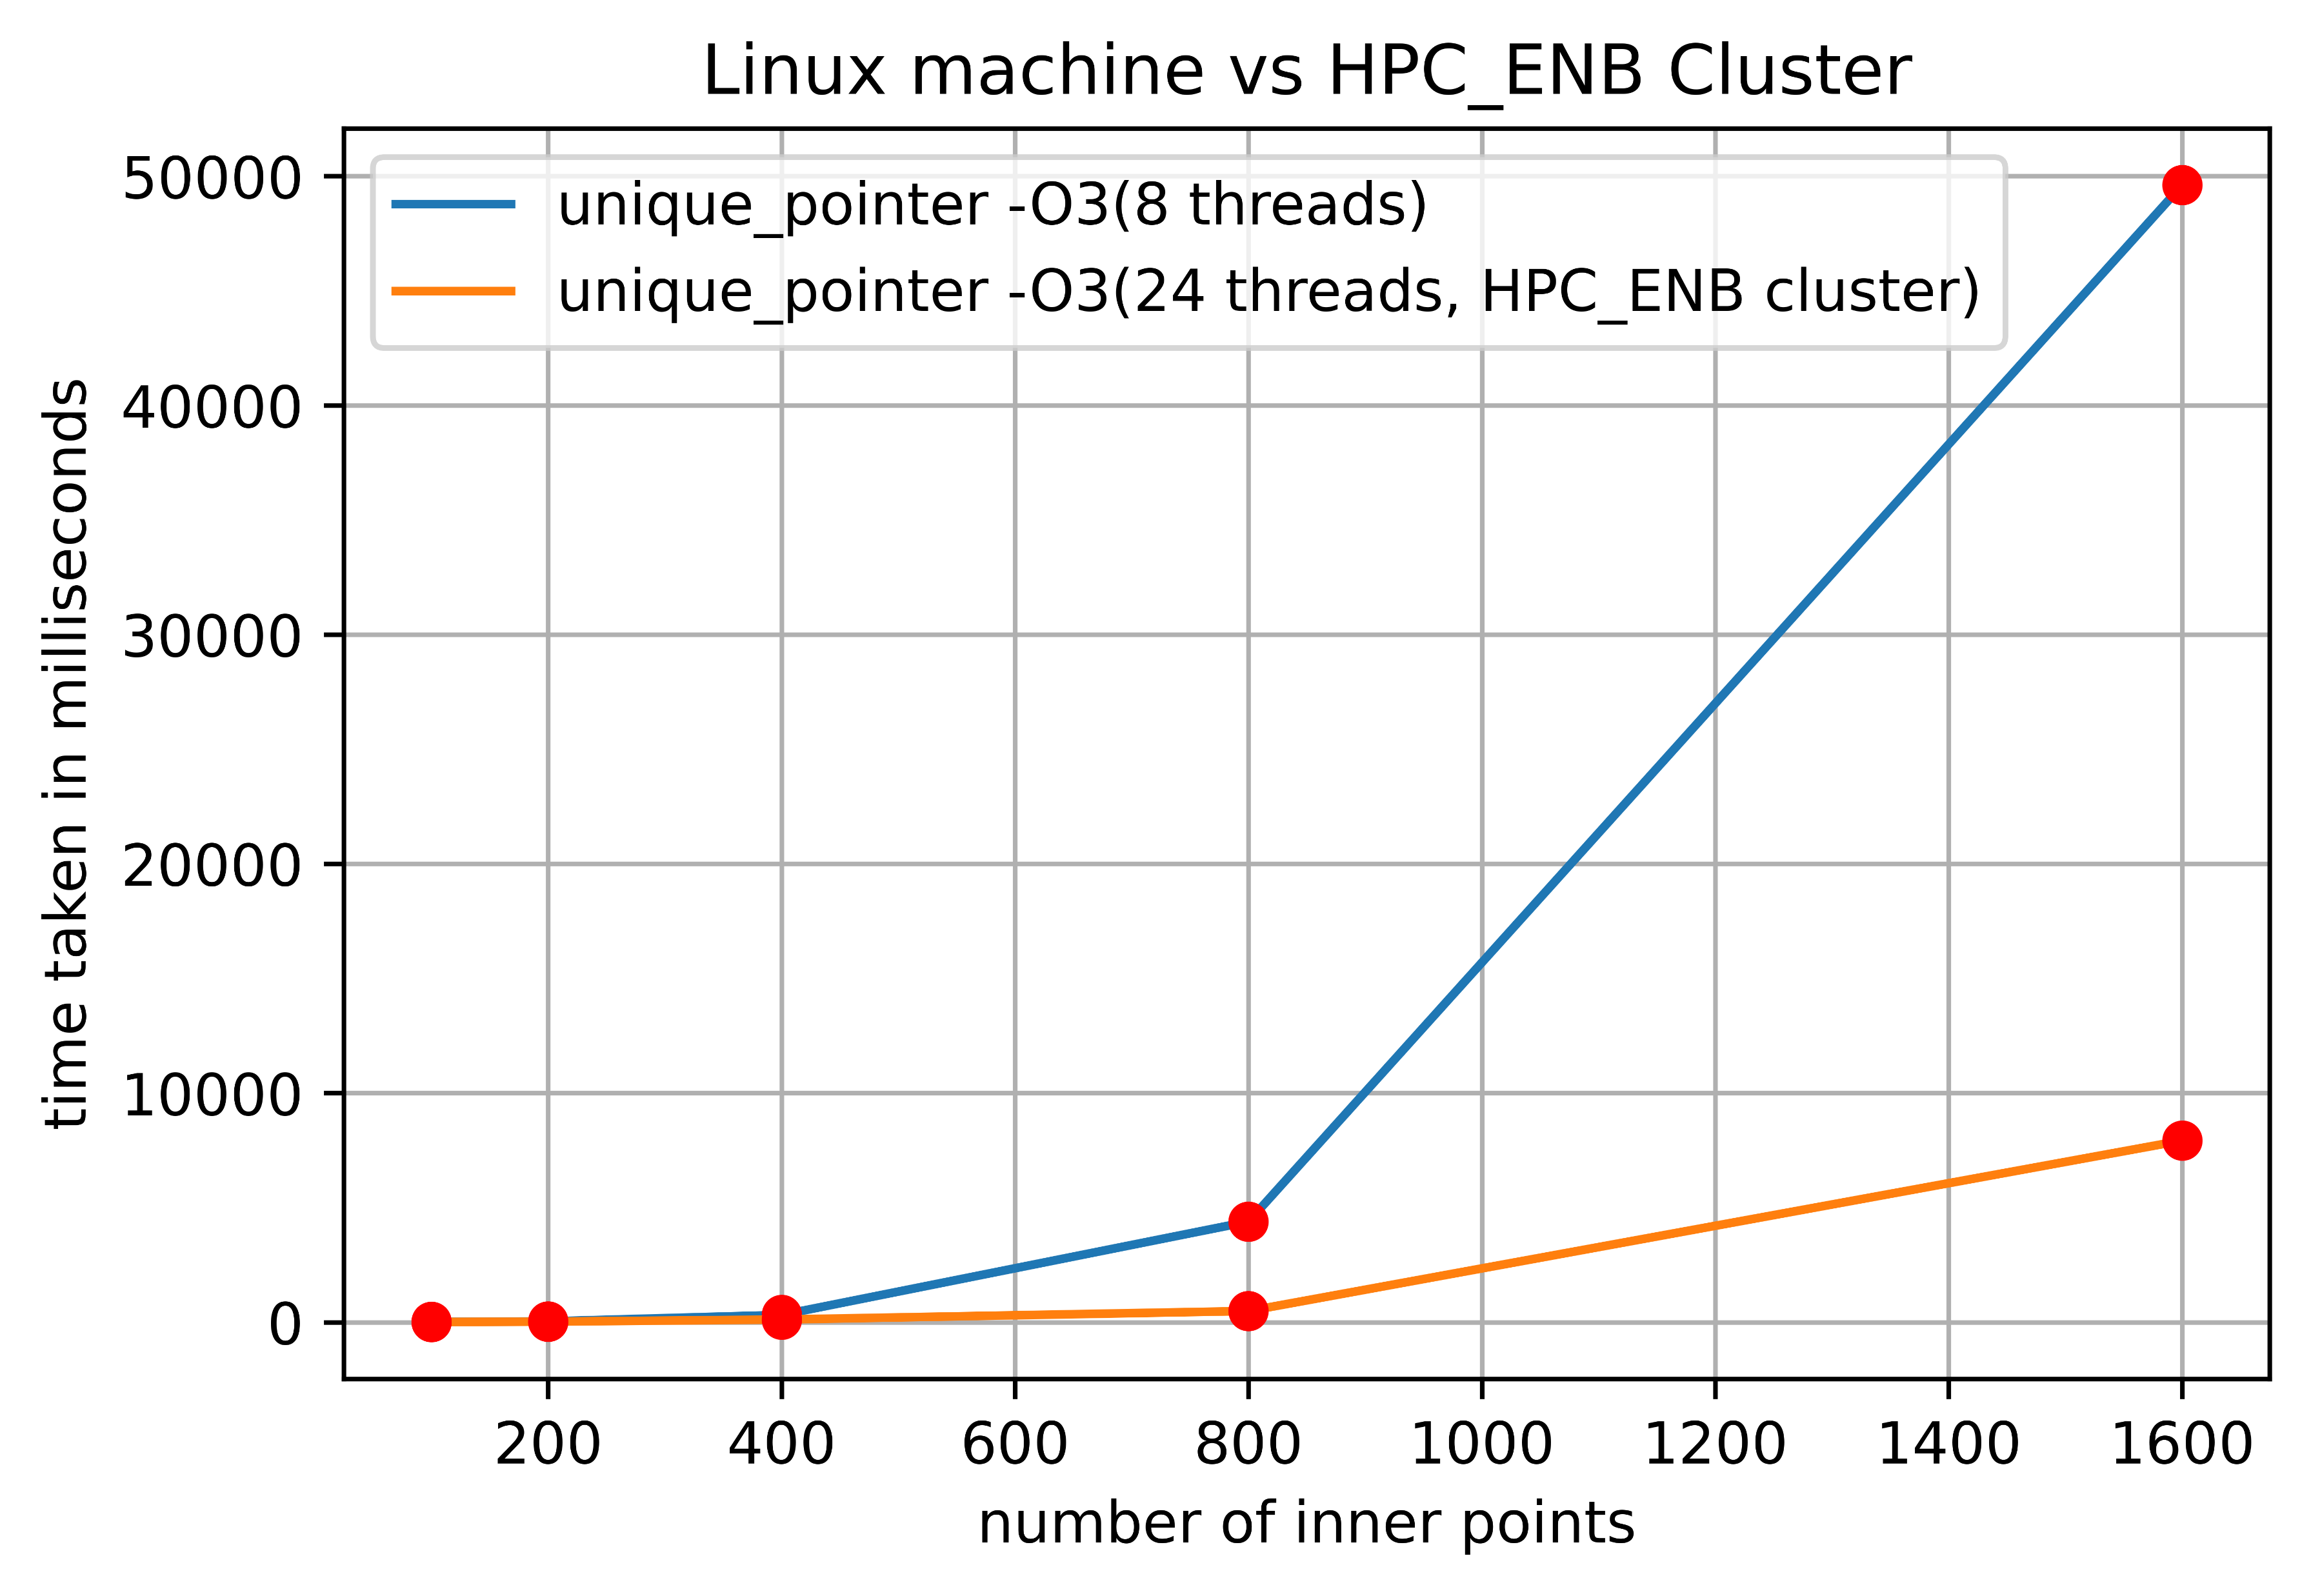 Linux machine vs HPC_ENB Cluster
unique_pointer -O3(8 threads)
unique_pointer -O3(24 threads, HPC_ENB cluster)
time taken in milliseconds
50000
40000
30000
20000
10000
0
200 400 600 800 1000 1200 1400 1600
number of inner points